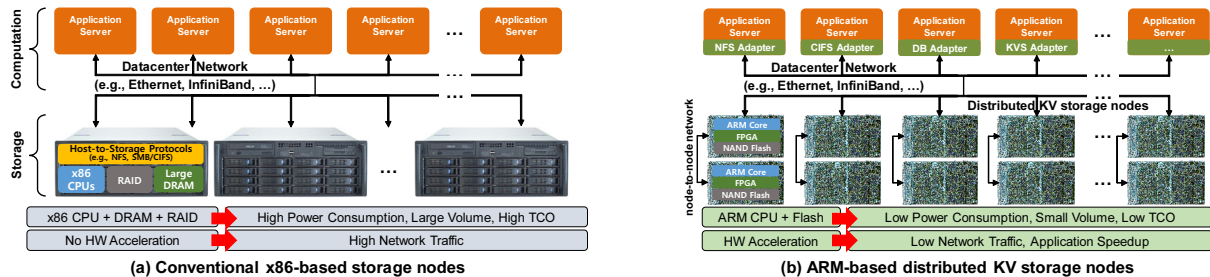 Computation
Application Server
Application Server
Application Server
Application Server
...
Application Server
Datacenter Network
(e.g., Ethernet, InfiniBand, ...)
...
...
Storage
Host-to-Storage Protocols
(e.g., NFS, SMB/CIFS)
x86 CPUs
RAID
Large DRAM
...
x86 CPU + DRAM + RAID
High Power Consumption, Large Volume, High TCO
No HW Acceleration
High Network Traffic
(a) Conventional x86-based storage nodes
Application Server
NFS Adapter
Application Server
CIFS Adapter
Application Server
DB Adapter
Application Server
KVS Adapter
...
Application Server
...
Datacenter Network
(e.g., Ethernet, InfiniBand, ...)
...
...
Distributed KV storage nodes
node-to-node network
ARM Core
FPGA
NAND Flash
...
ARM Core
FPGA
NAND Flash
...
ARM CPU + Flash
Low Power Consumption, Small Volume, Low TCO
HW Acceleration
Low Network Traffic, Application Speedup
(b) ARM-based distributed KV storage nodes